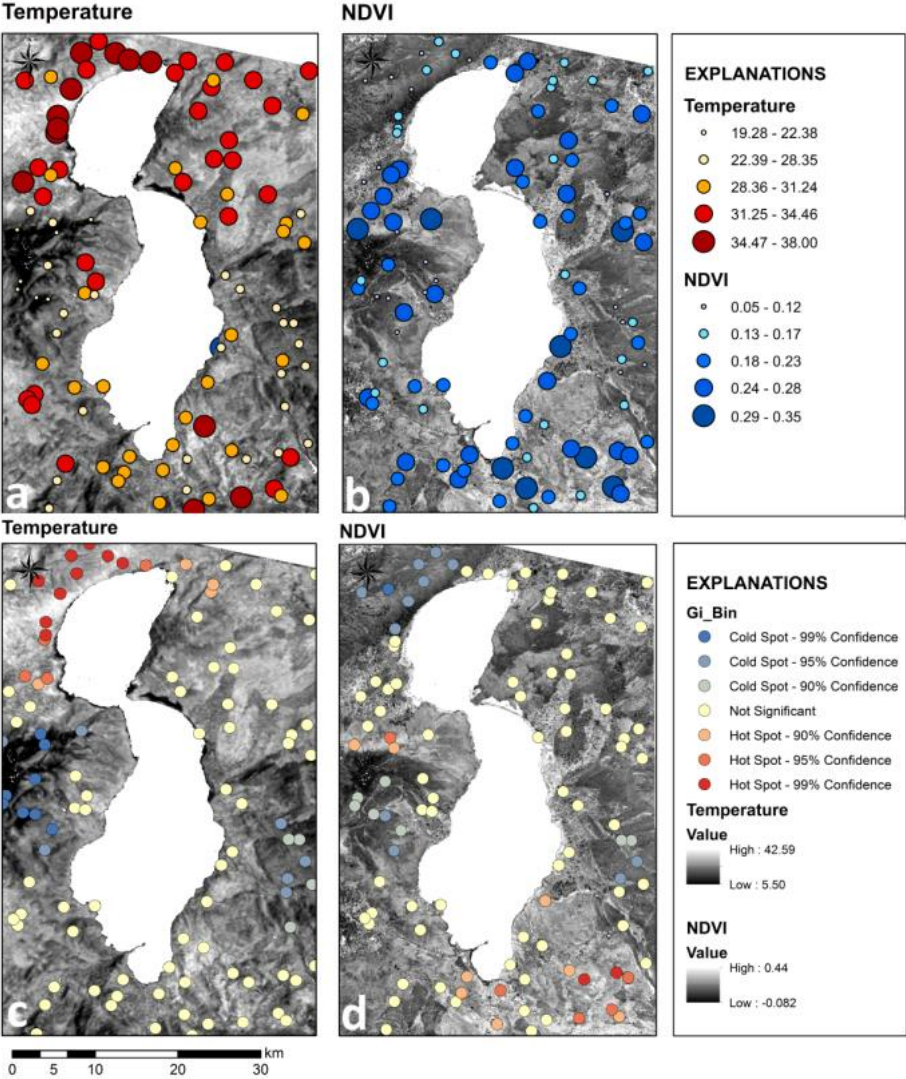 Temperature
NDVI
a
b
EXPLANATIONS
Temperature
19.28 - 22.38
22.39 - 28.35
28.36 - 31.24
31.25 - 34.46
34.47 - 38.00
NDVI
0.05 - 0.12
0.13 - 0.17
0.18 - 0.23
0.24 - 0.28
0.29 - 0.35
Temperature
NDVI
c
d
EXPLANATIONS
Gi_Bin
Cold Spot - 99% Confidence
Cold Spot - 95% Confidence
Cold Spot - 90% Confidence
Not Significant
Hot Spot - 90% Confidence
Hot Spot - 95% Confidence
Hot Spot - 99% Confidence
Temperature
Value
High : 42.59
Low : 5.50
NDVI
Value
High : 0.44
Low : -0.082
km
0 5 10 20 30